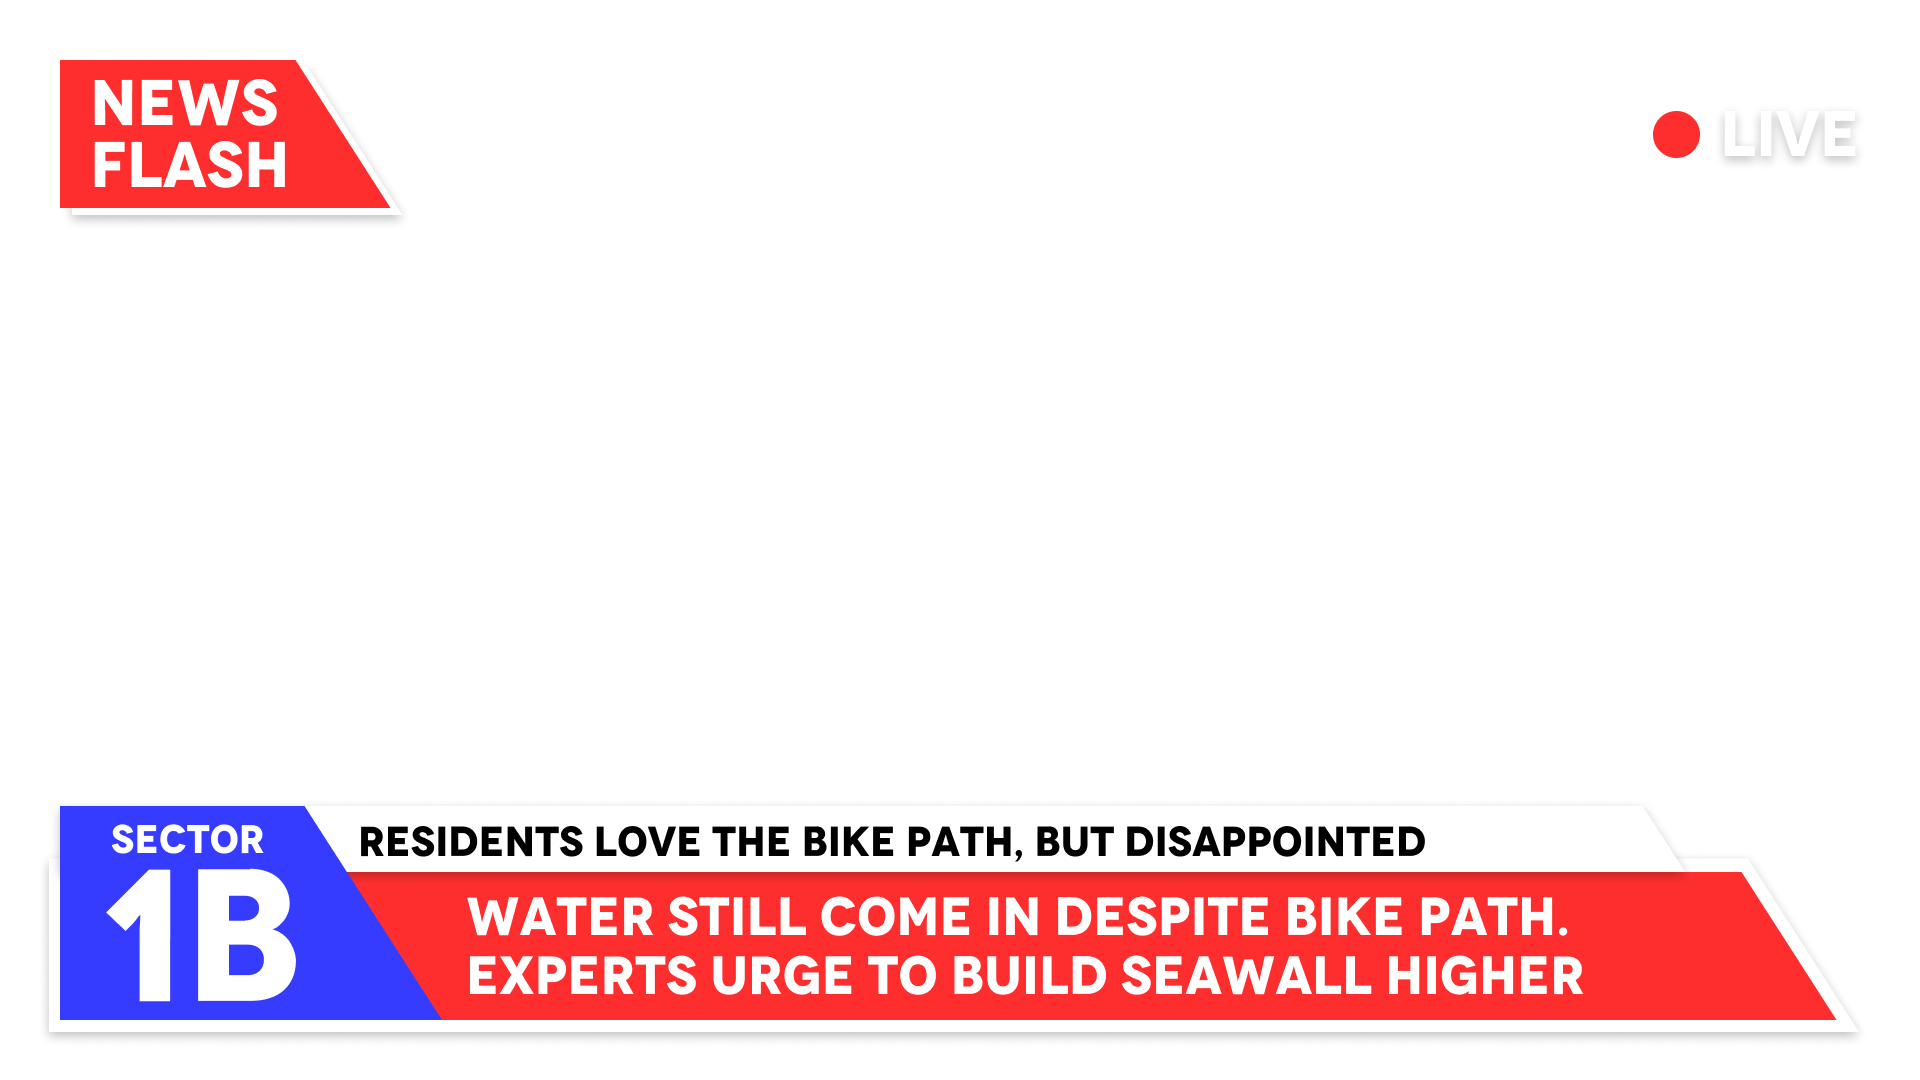 NEWS
FLASH
LIVE
SECTOR
1B
RESIDENTS LOVE THE BIKE PATH, BUT DISAPPOINTED
WATER STILL COME IN DESPITE BIKE PATH.
EXPERTS URGE TO BUILD SEAWALL HIGHER